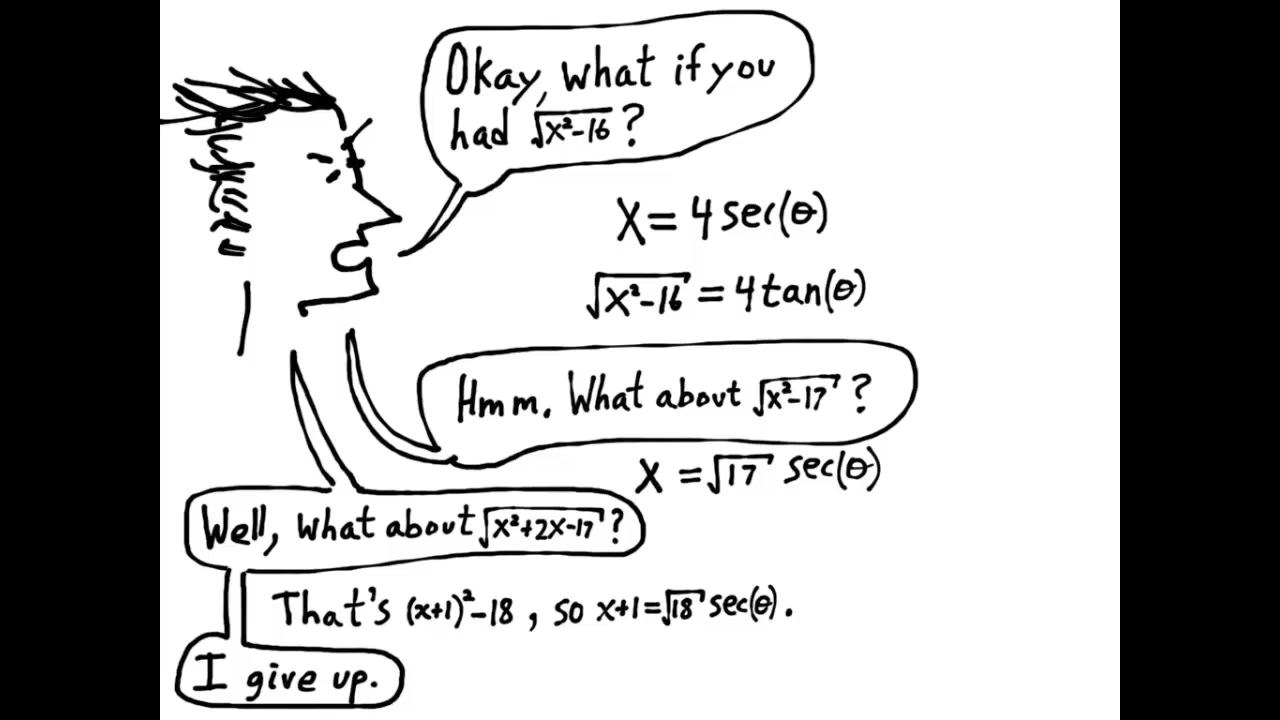 Okay, what if you
had √x²-16 ?
X = 4 sec(θ)
√x²-16 = 4 tan(θ)
Hmm. What about √x²-17 ?
X = √17 sec(θ)
Well, what about √x²+2x-17 ?
That's (x+1)²-18 , so x+1=√18 sec(θ).
I give up.